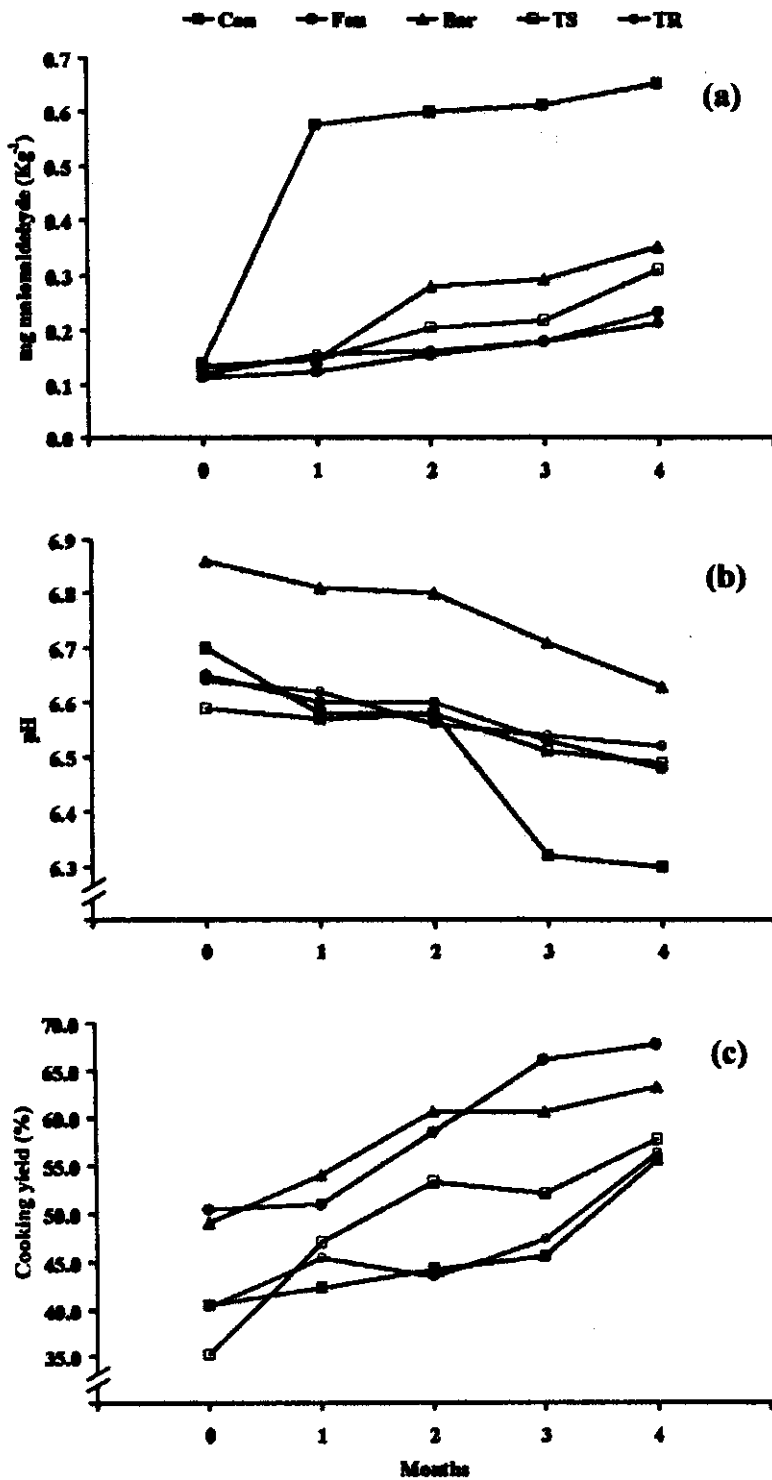 Con Fen Bar TS TR
(a)
mg malonaldehyde (Kg⁻¹)
0.7
0.6
0.5
0.4
0.3
0.2
0.1
0.0
0 1 2 3 4
(b)
pH
6.9
6.8
6.7
6.6
6.5
6.4
6.3
0 1 2 3 4
(c)
Cooking yield (%)
70.0
65.0
60.0
55.0
50.0
45.0
40.0
35.0
0 1 2 3 4
Months